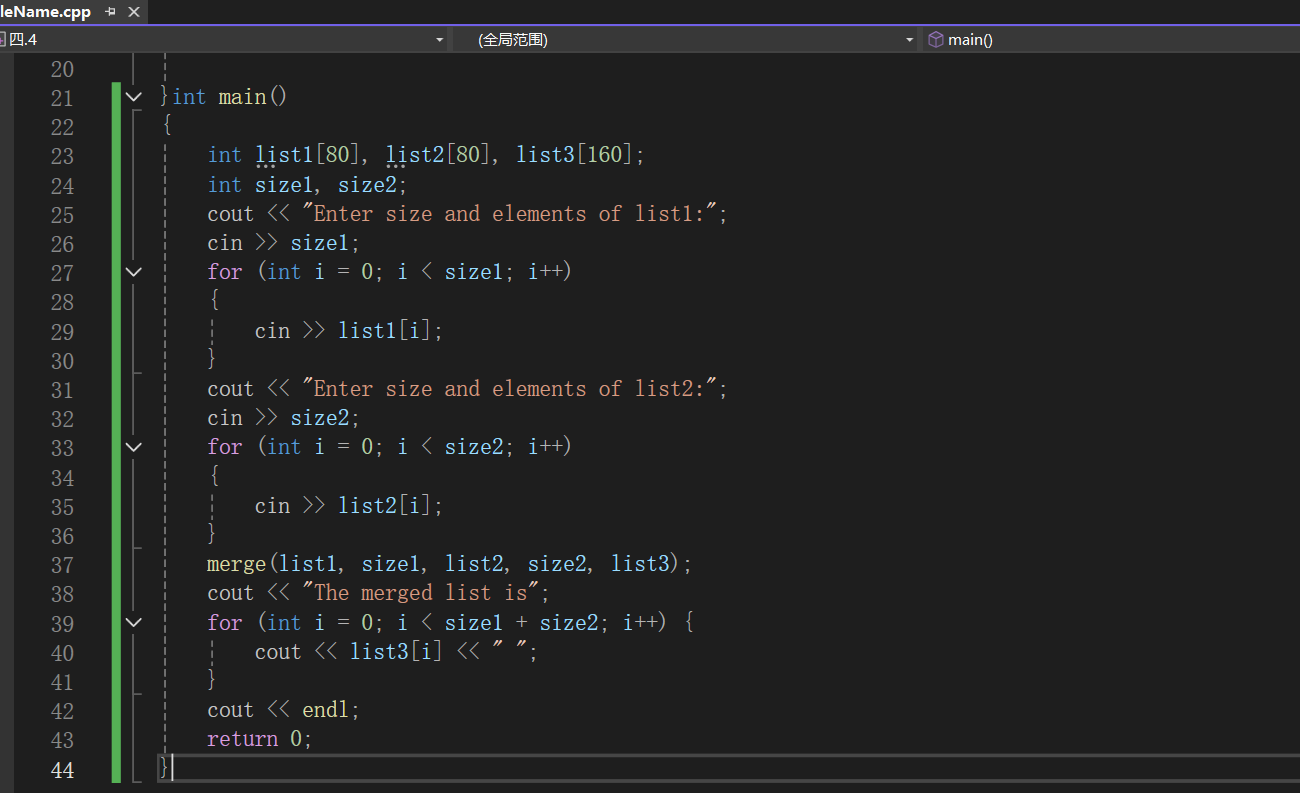 leName.cpp
四.4 (全局范围) main()
20
21 }int main()
22 {
23 int list1[80], list2[80], list3[160];
24 int size1, size2;
25 cout << "Enter size and elements of list1:";
26 cin >> size1;
27 for (int i = 0; i < size1; i++)
28 {
29 cin >> list1[i];
30 }
31 cout << "Enter size and elements of list2:";
32 cin >> size2;
33 for (int i = 0; i < size2; i++)
34 {
35 cin >> list2[i];
36 }
37 merge(list1, size1, list2, size2, list3);
38 cout << "The merged list is";
39 for (int i = 0; i < size1 + size2; i++) {
40 cout << list3[i] << " ";
41 }
42 cout << endl;
43 return 0;
44 }